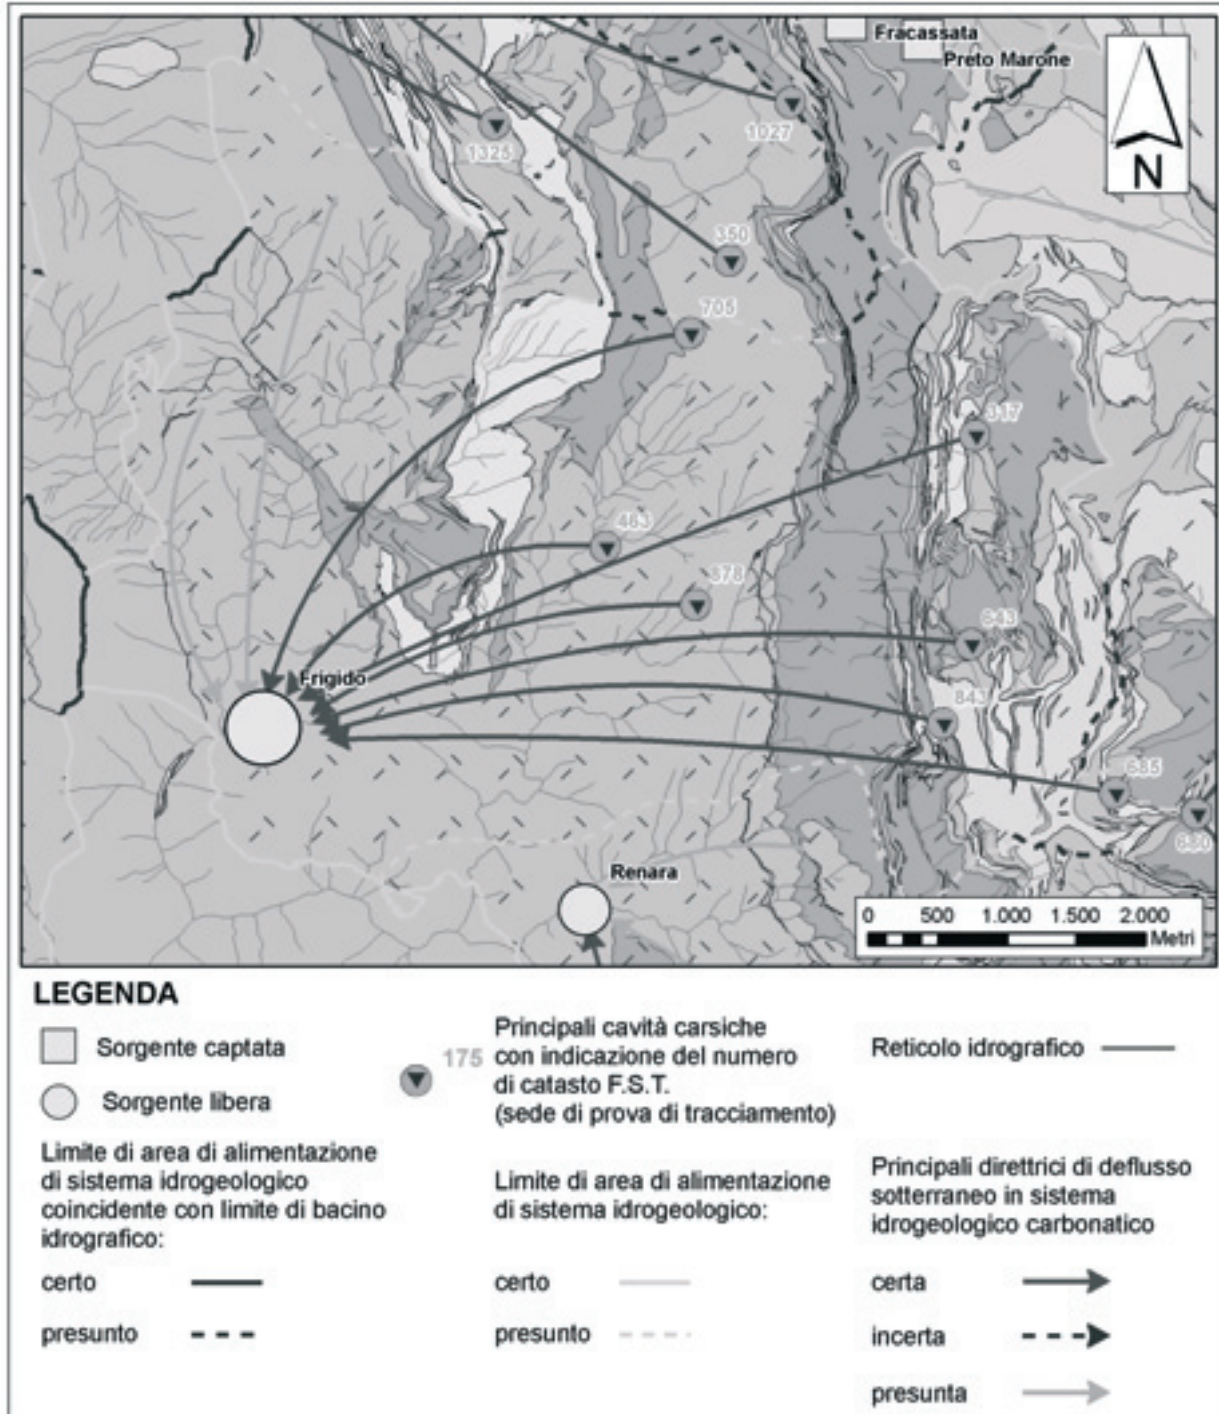 Fracassata
Preto Marone
1027
1325
N
350
705
317
463
678
643
Frigido
843
685
Renara
0 500 1.000 1.500 2.000
Metri
LEGENDA
Sorgente captata
Sorgente libera
Limite di area di alimentazione
di sistema idrogeologico
coincidente con limite di bacino
idrografico:
certo
presunto
175
Principali cavità carsiche
con indicazione del numero
di catasto F.S.T.
(sede di prova di tracciamento)
Limite di area di alimentazione
di sistema idrogeologico:
certo
presunto
Reticolo idrografico
Principali direttrici di deflusso
sotterraneo in sistema
idrogeologico carbonatico
certa
incerta
presunta